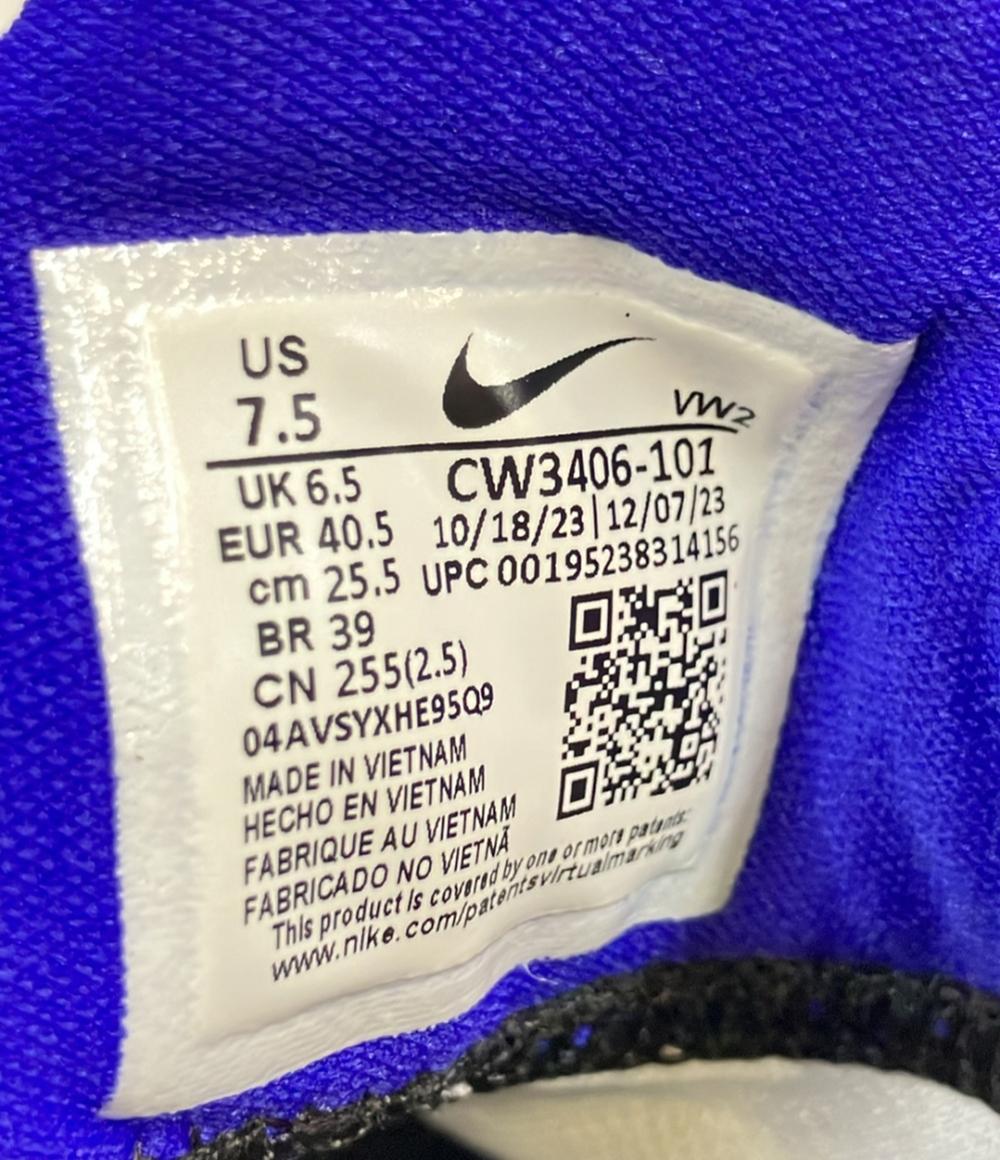 US
7.5
VW2
UK 6.5
CW3406-101
EUR 40.5
10/18/23|12/07/23
cm 25.5
UPC 00195238314156
BR 39
CN 255(2.5)
04AVSYXHE95Q9
MADE IN VIETNAM
HECHO EN VIETNAM
FABRIQUE AU VIETNAM
FABRICADO NO VIETNÃ
This product is covered by one or more patents:
www.nike.com/patentsvirtualmarking